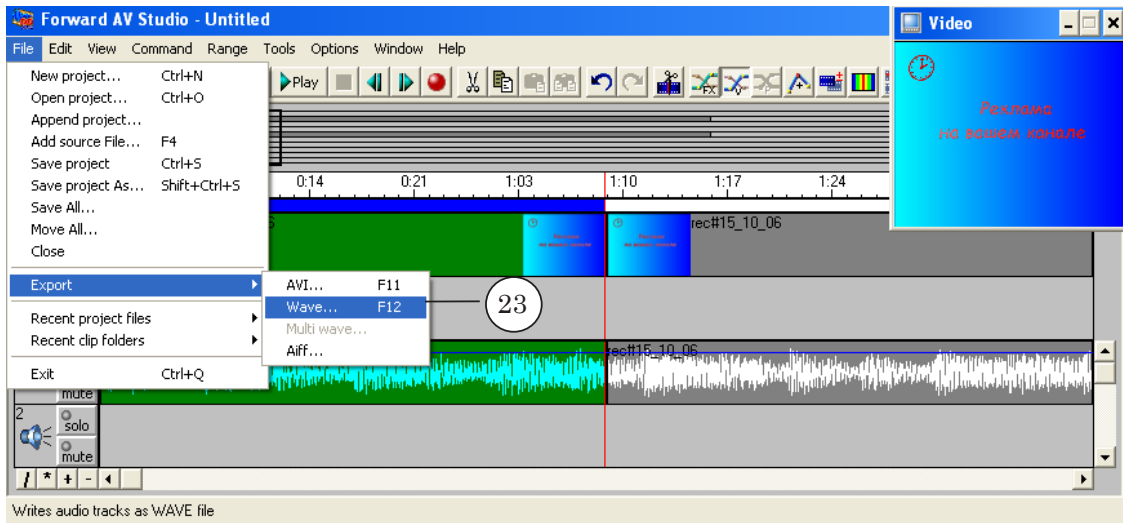 Forward AV Studio - Untitled
Video
File Edit View Command Range Tools Options Window Help
New project... Ctrl+N
Open project... Ctrl+O
Append project...
Add source File... F4
Save project Ctrl+S
Save project As... Shift+Ctrl+S
Save All...
Move All...
Close
Export
Recent project files
Recent clip folders
Exit Ctrl+Q
AVI... F11
Wave... F12
Multi wave...
Aiff...
23
Play
FX
Реклама
на вашем канале
0:14 0:21 1:03 1:10 1:17 1:24
rec#15_10_06
rec#15_10_06
mute
2
solo
mute
/ * + -
Writes audio tracks as WAVE file